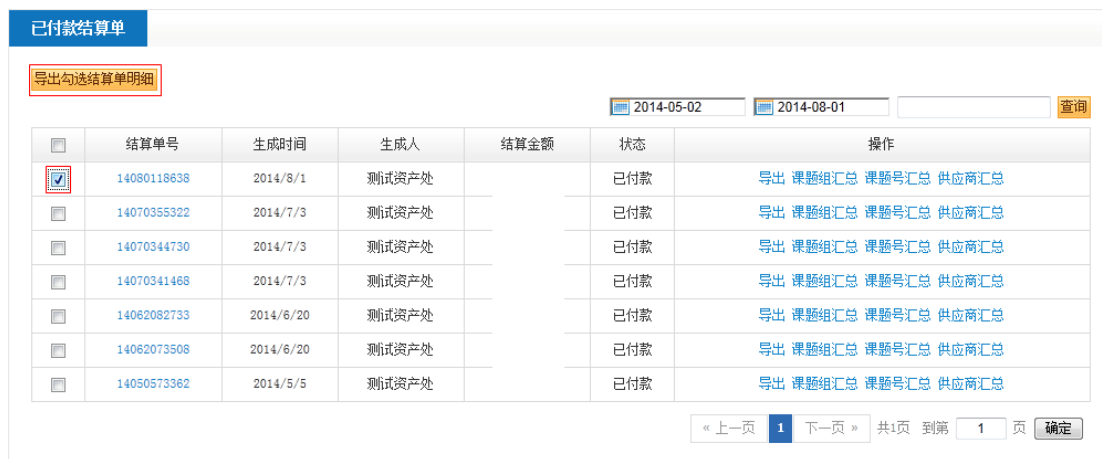 已付款结算单
导出勾选结算单明细
2014-05-02 2014-08-01 查询
结算单号 生成时间 生成人 结算金额 状态 操作
14080118638 2014/8/1 测试资产处 已付款 导出 课题组汇总 课题号汇总 供应商汇总
14070355322 2014/7/3 测试资产处 已付款 导出 课题组汇总 课题号汇总 供应商汇总
14070344730 2014/7/3 测试资产处 已付款 导出 课题组汇总 课题号汇总 供应商汇总
14070341468 2014/7/3 测试资产处 已付款 导出 课题组汇总 课题号汇总 供应商汇总
14062082733 2014/6/20 测试资产处 已付款 导出 课题组汇总 课题号汇总 供应商汇总
14062073508 2014/6/20 测试资产处 已付款 导出 课题组汇总 课题号汇总 供应商汇总
14050573362 2014/5/5 测试资产处 已付款 导出 课题组汇总 课题号汇总 供应商汇总
« 上一页 1 下一页 » 共1页 到第 1 页 确定